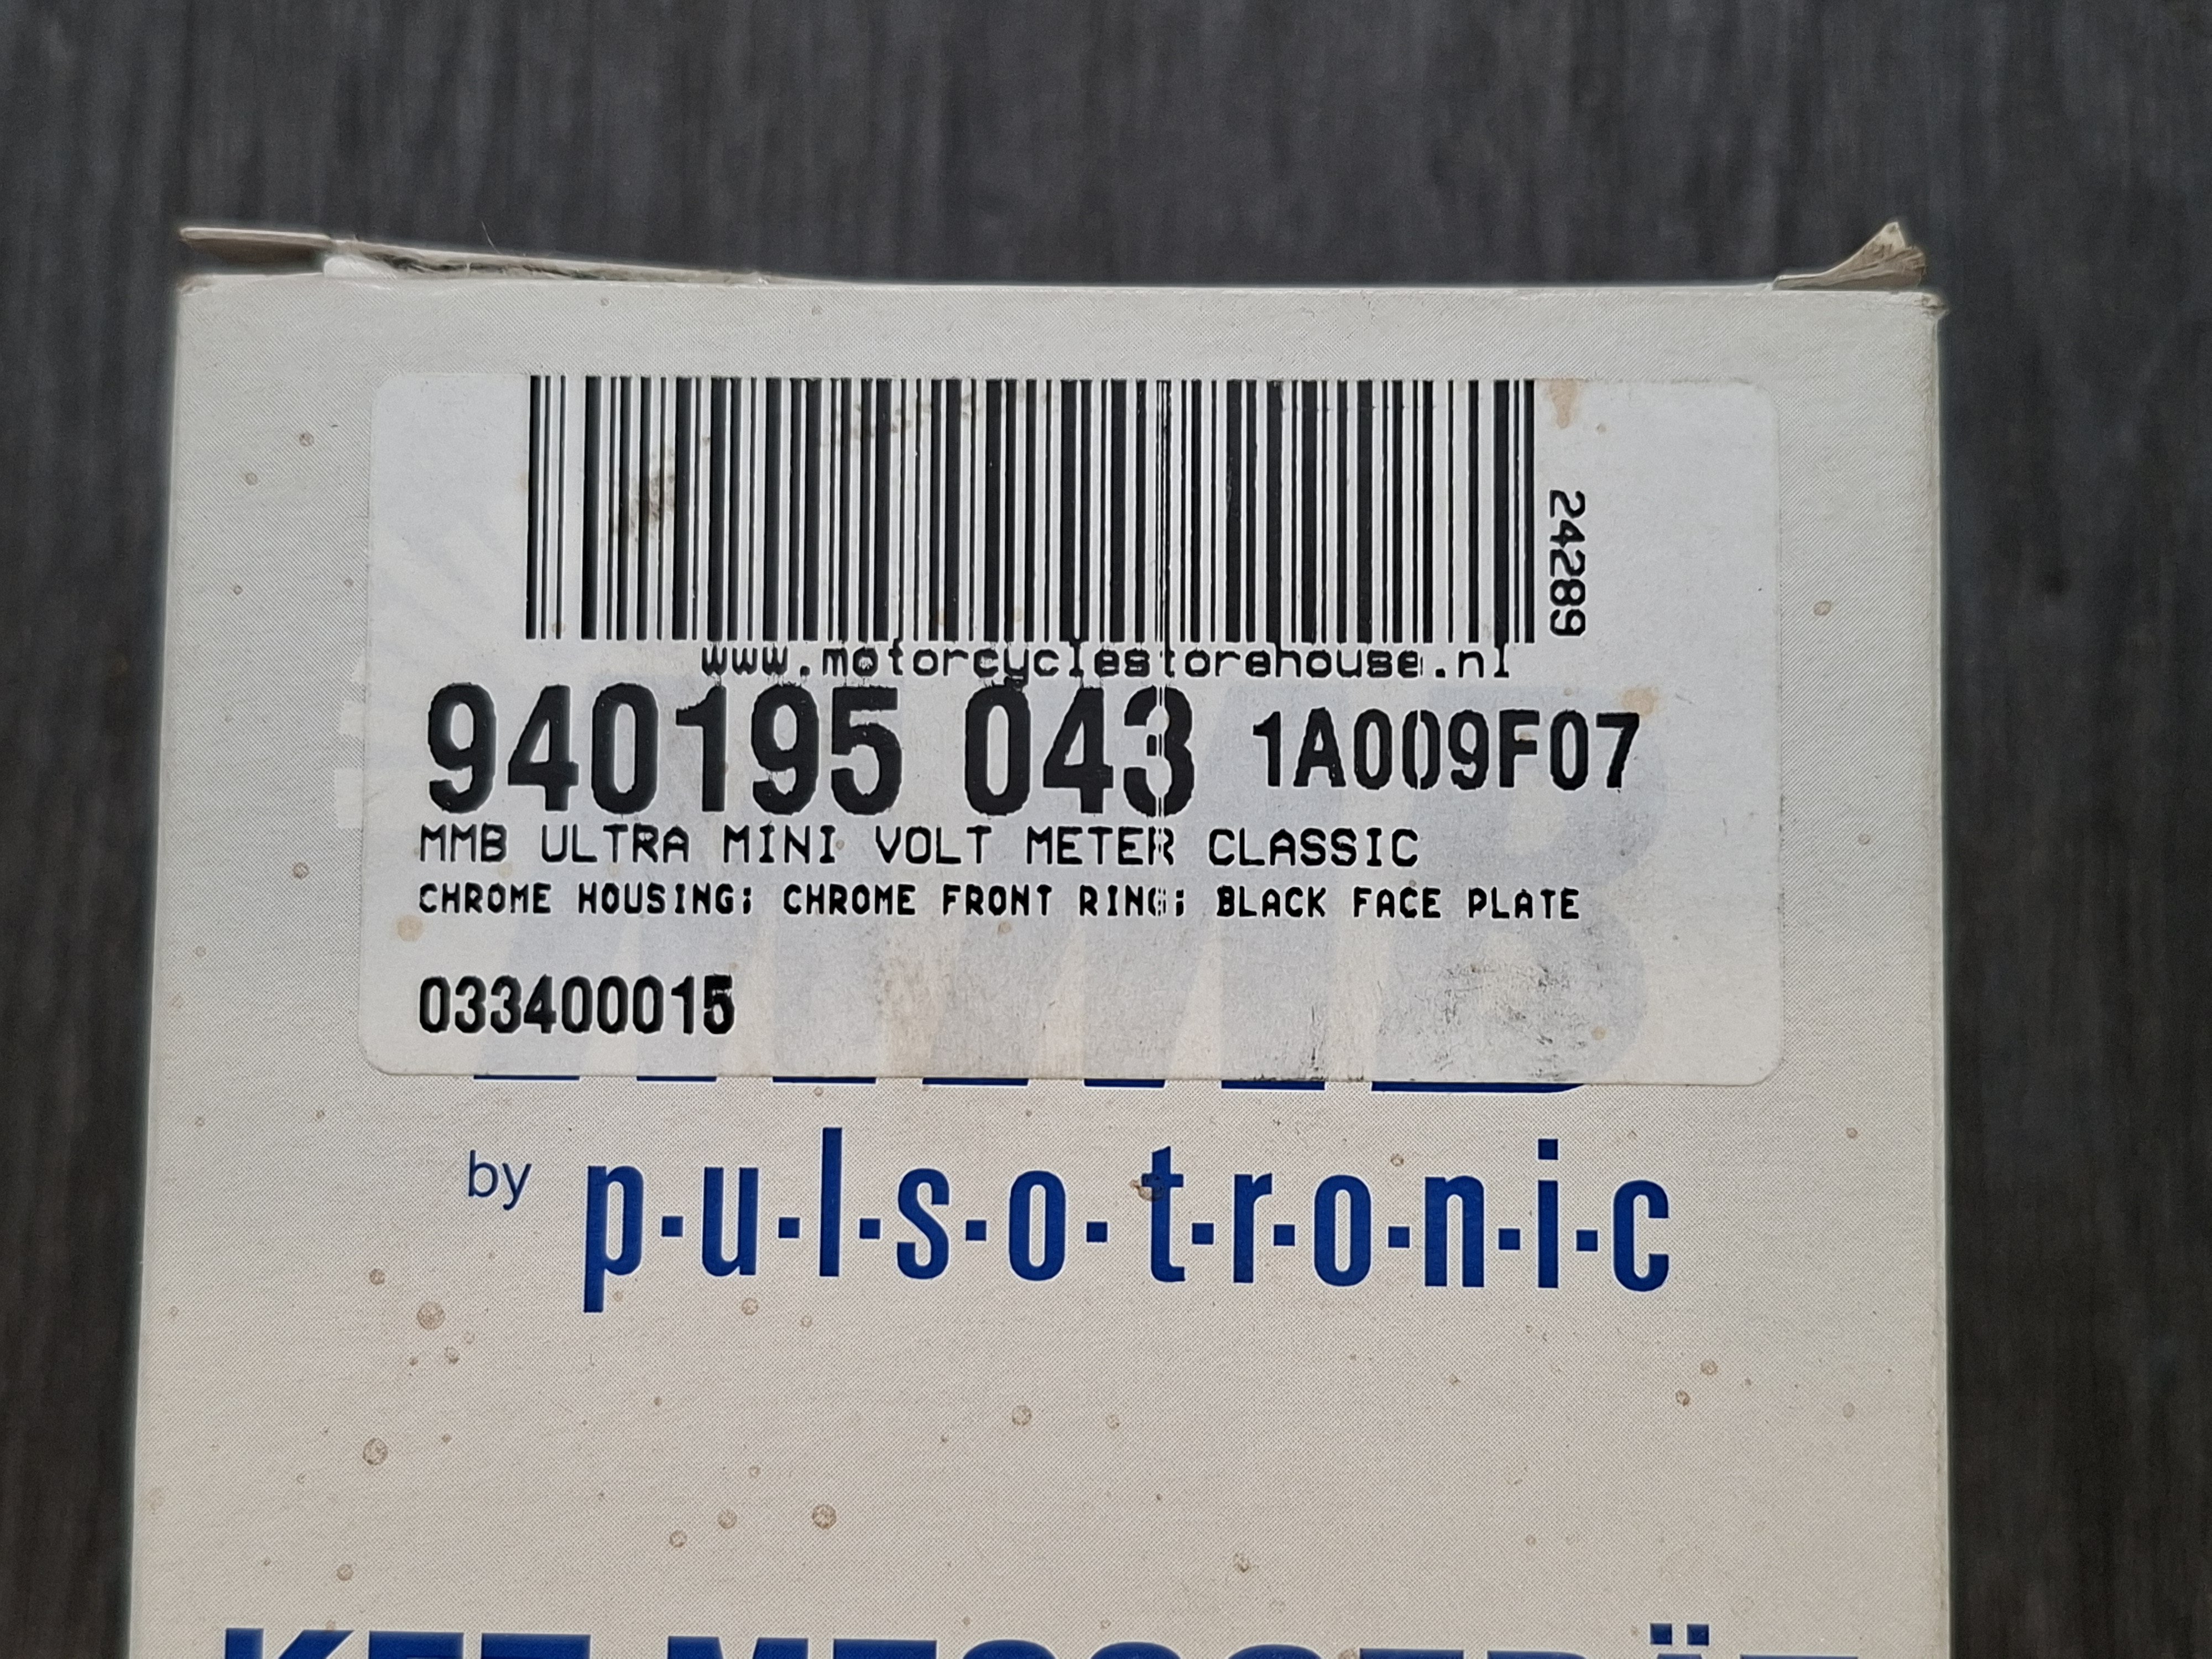 24289
www.motorcyclestorehouse.nl
940195 043 1A009F07
MMB ULTRA MINI VOLT METER CLASSIC
CHROME HOUSING; CHROME FRONT RING; BLACK FACE PLATE
033400015
MMB
by p·u·l·s·o·t·r·o·n·i·c